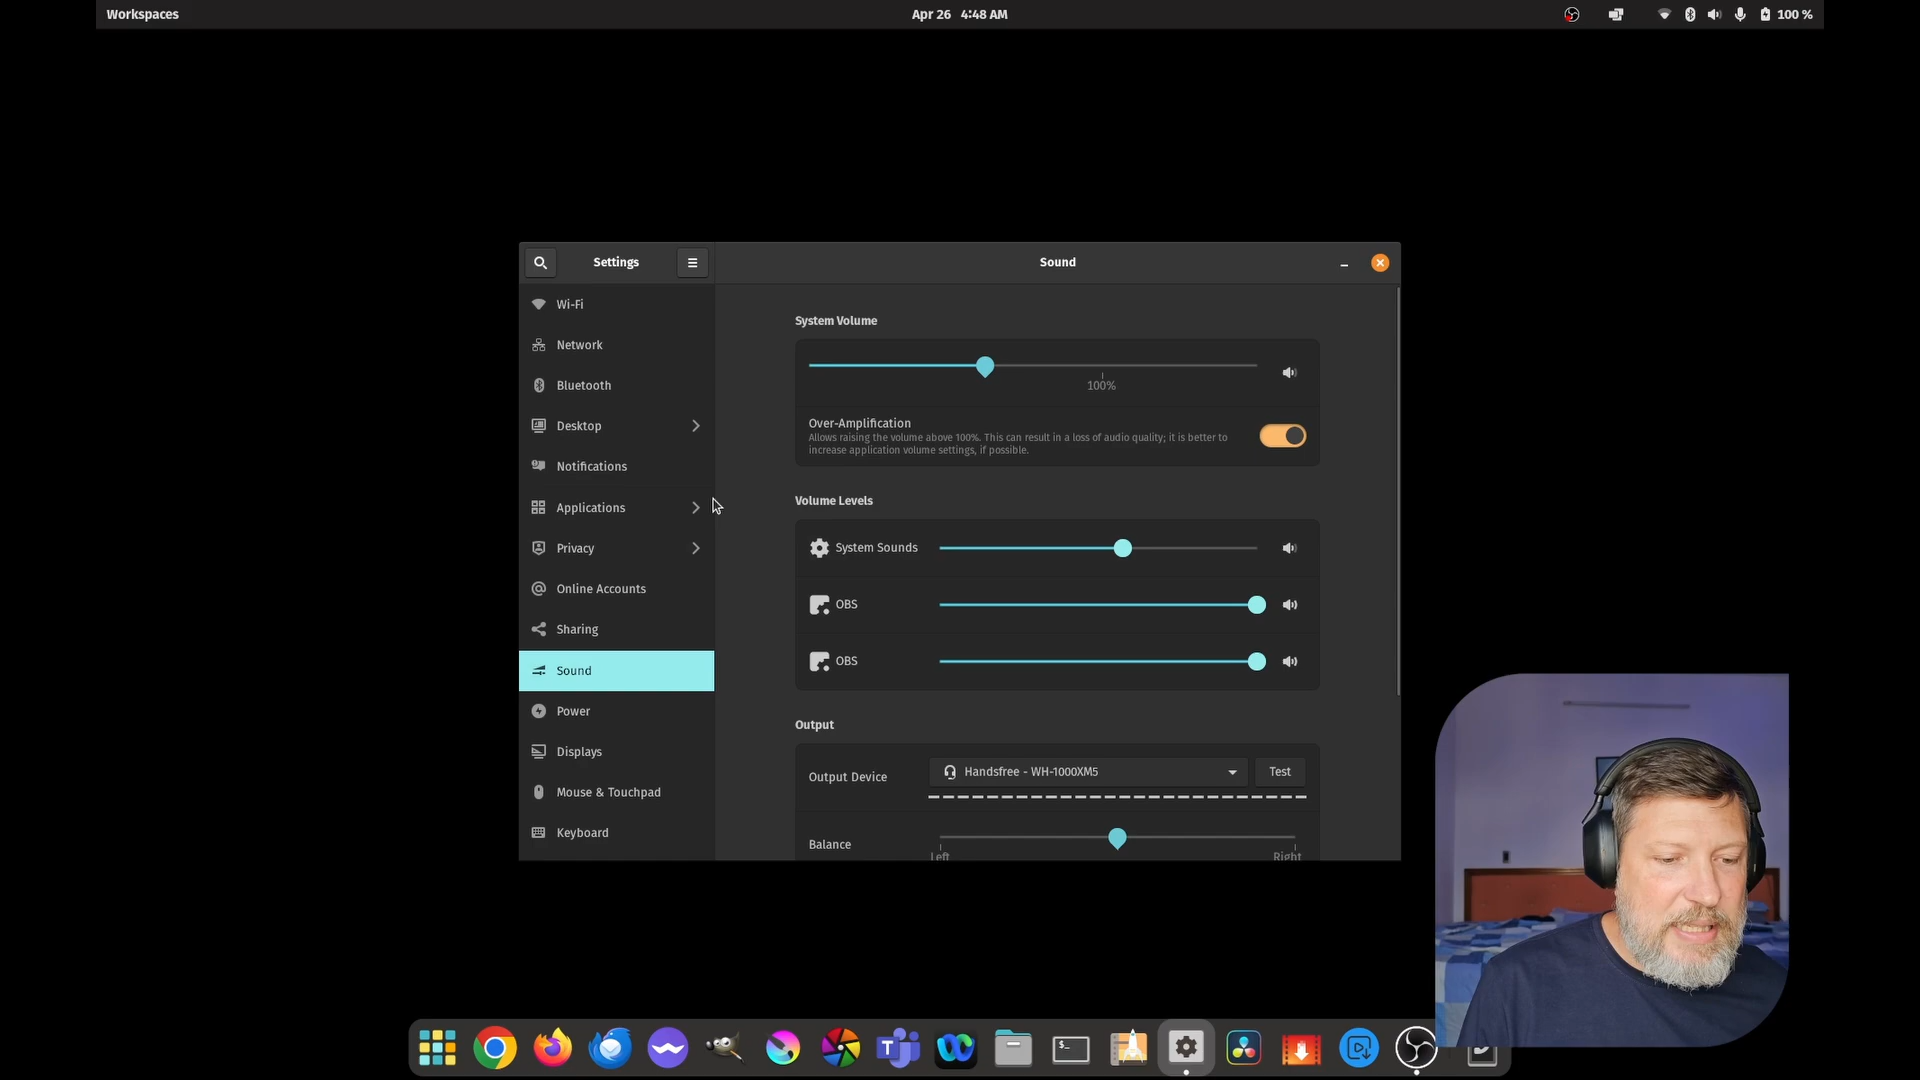 Workspaces
Apr 26 4:48 AM
100 %
Settings
Sound
Wi-Fi
Network
Bluetooth
Desktop
Notifications
Applications
Privacy
Online Accounts
Sharing
Sound
Power
Displays
Mouse & Touchpad
Keyboard
System Volume
100%
Over-Amplification
Allows raising the volume above 100%. This can result in a loss of audio quality; it is better to
increase application volume settings, if possible.
Volume Levels
System Sounds
OBS
OBS
Output
Output Device
Handsfree - WH-1000XM5
Test
Balance
Left
Right
T
$_